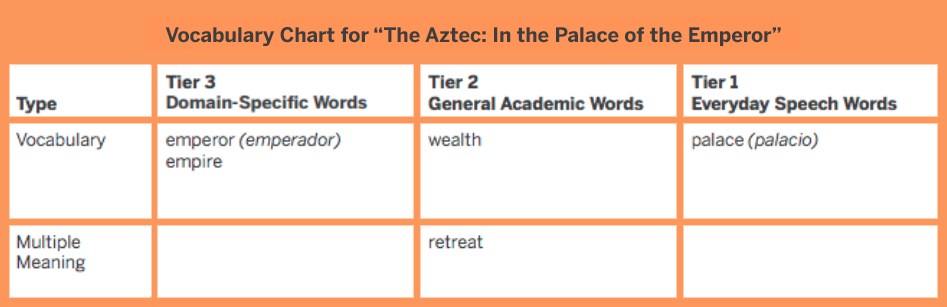 Vocabulary Chart for “The Aztec: In the Palace of the Emperor”
Type
Tier 3
Domain-Specific Words
Tier 2
General Academic Words
Tier 1
Everyday Speech Words
Vocabulary
emperor (emperador)
empire
wealth
palace (palacio)
Multiple
Meaning
retreat